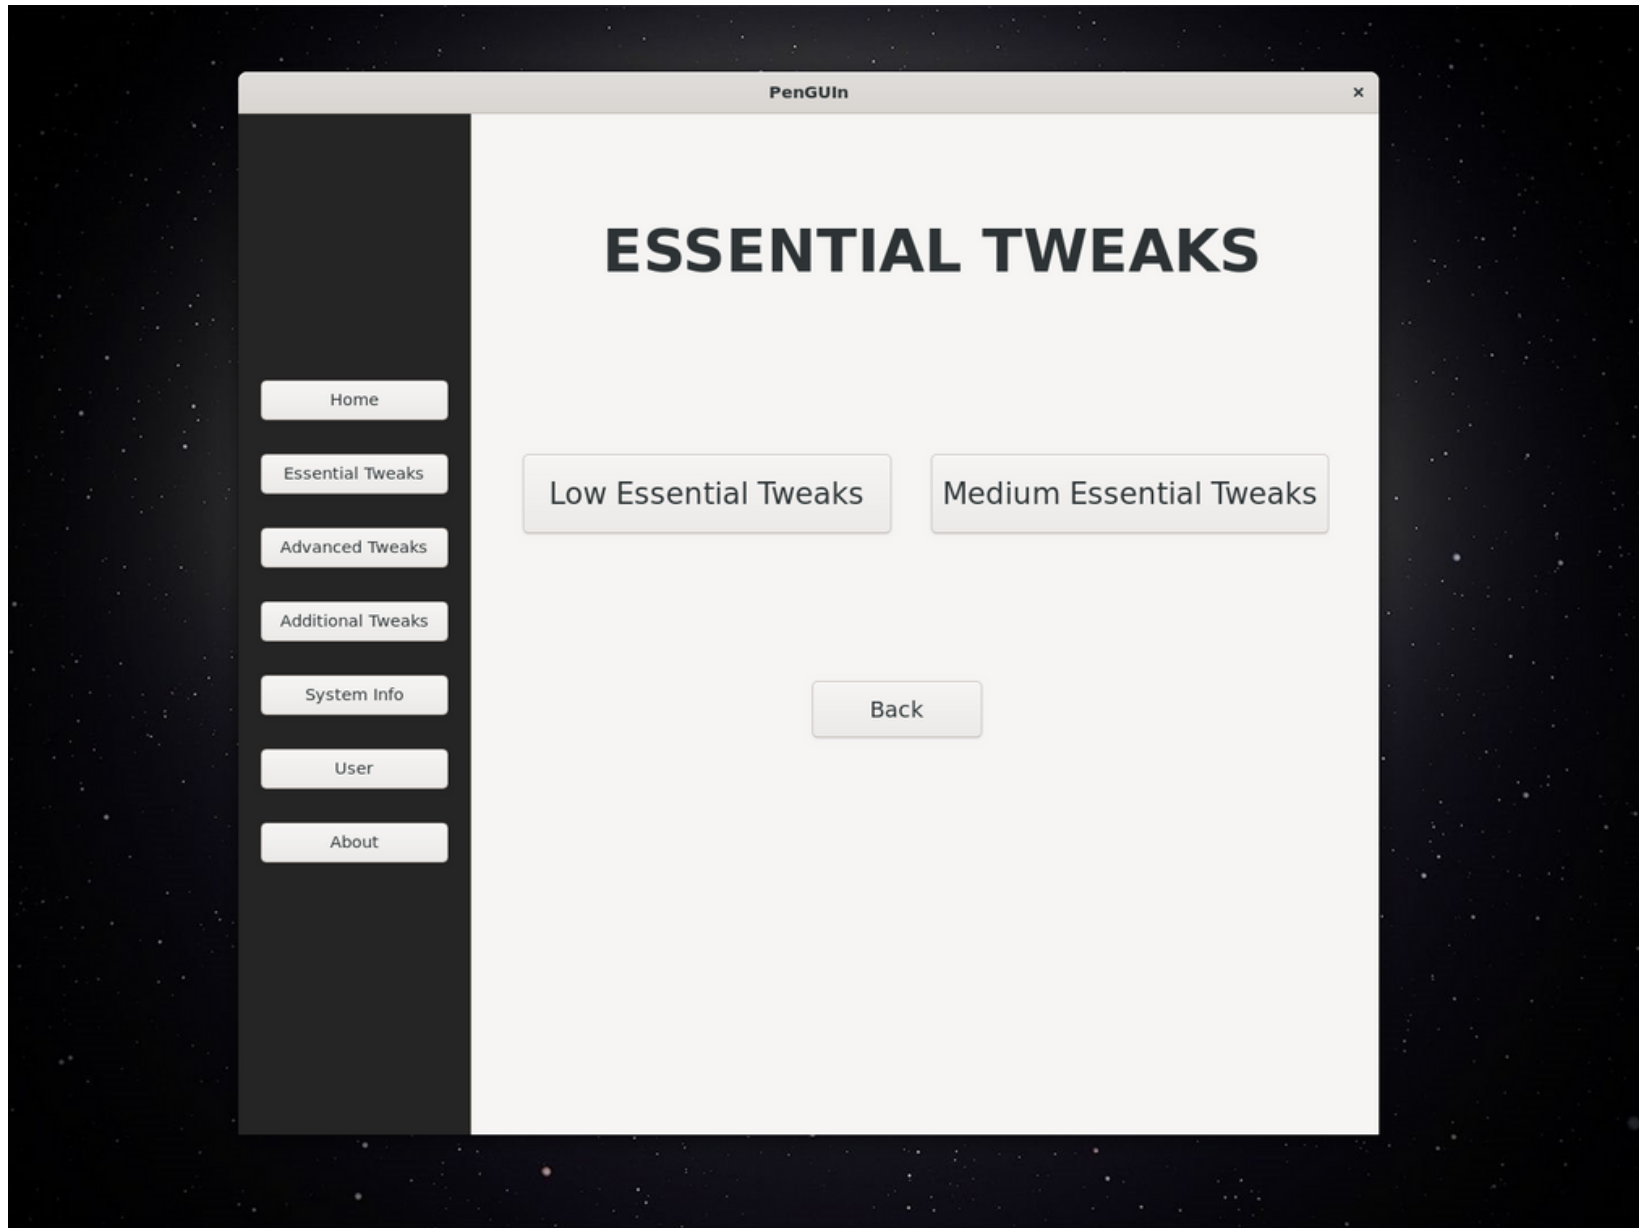 PenGUIn
×
Home
Essential Tweaks
Advanced Tweaks
Additional Tweaks
System Info
User
About
ESSENTIAL TWEAKS
Low Essential Tweaks
Medium Essential Tweaks
Back